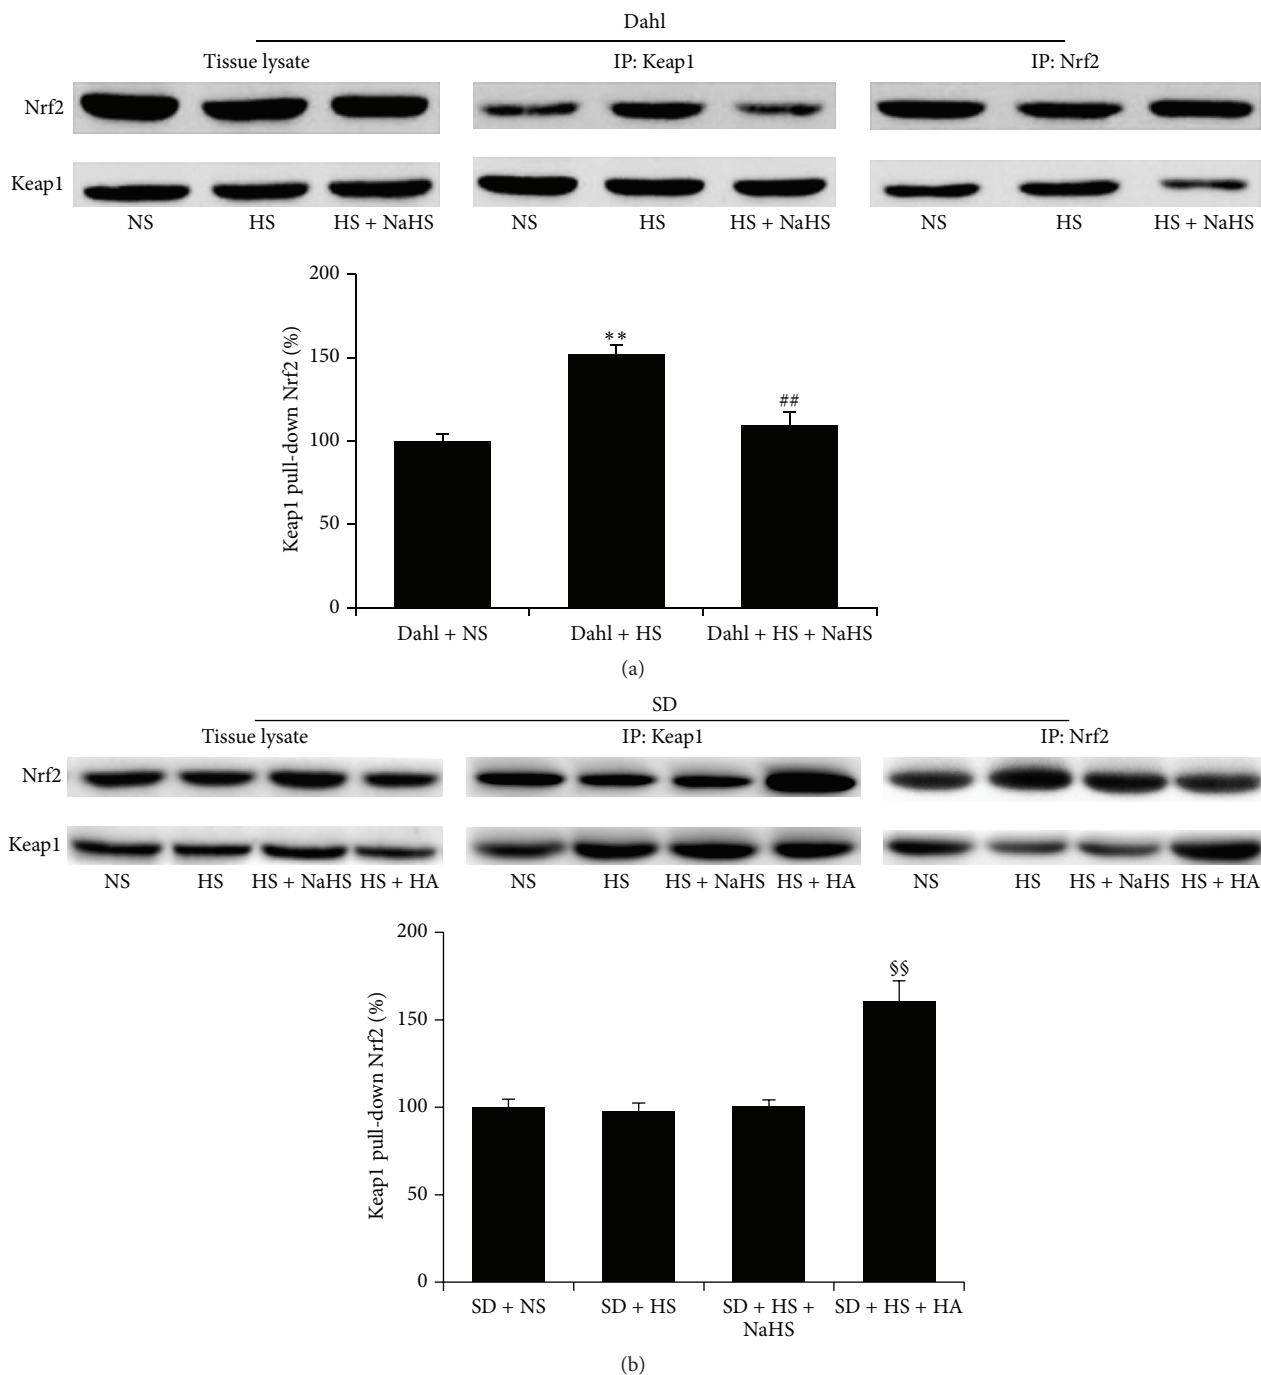 Dahl
Tissue lysate IP: Keap1 IP: Nrf2
Nrf2
Keap1
NS HS HS + NaHS NS HS HS + NaHS NS HS HS + NaHS
200
150
100
50
0
Keap1 pull-down Nrf2 (%)
**
##
Dahl + NS Dahl + HS Dahl + HS + NaHS
(a)
SD
Tissue lysate IP: Keap1 IP: Nrf2
Nrf2
Keap1
NS HS HS + NaHS HS + HA NS HS HS + NaHS HS + HA NS HS HS + NaHS HS + HA
200
150
100
50
0
Keap1 pull-down Nrf2 (%)
§§
SD + NS SD + HS SD + HS + SD + HS + HA
NaHS
(b)